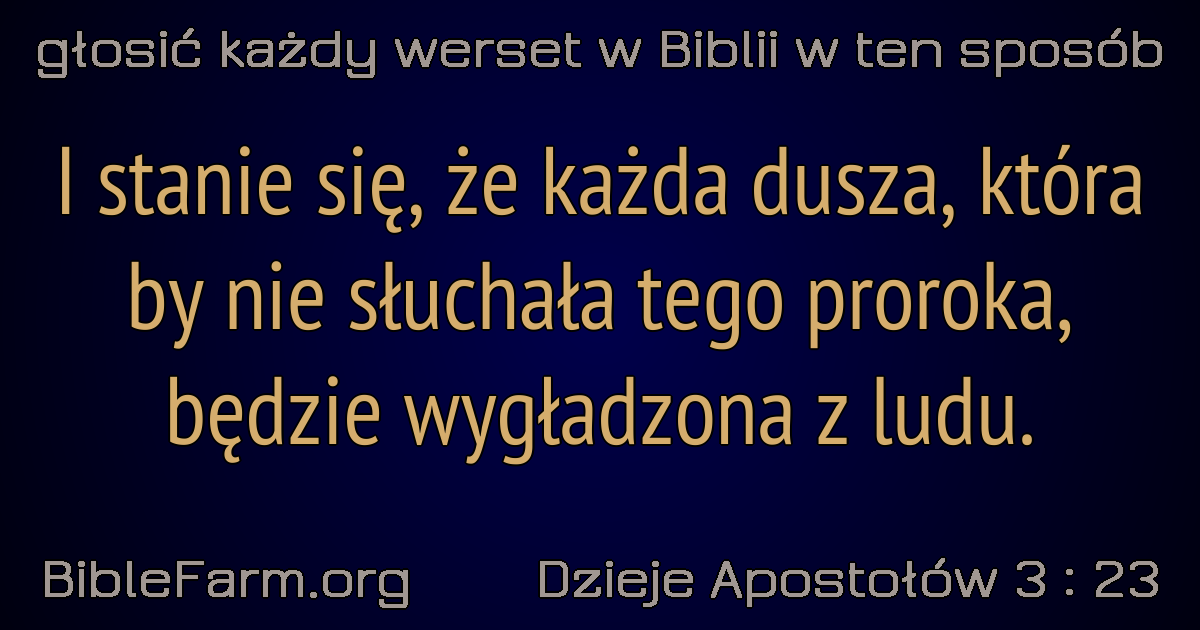 głosić każdy werset w Biblii w ten sposób
I stanie się, że każda dusza, która
by nie słuchała tego proroka,
będzie wygładzona z ludu.
BibleFarm.org
Dzieje Apostołów 3 : 23